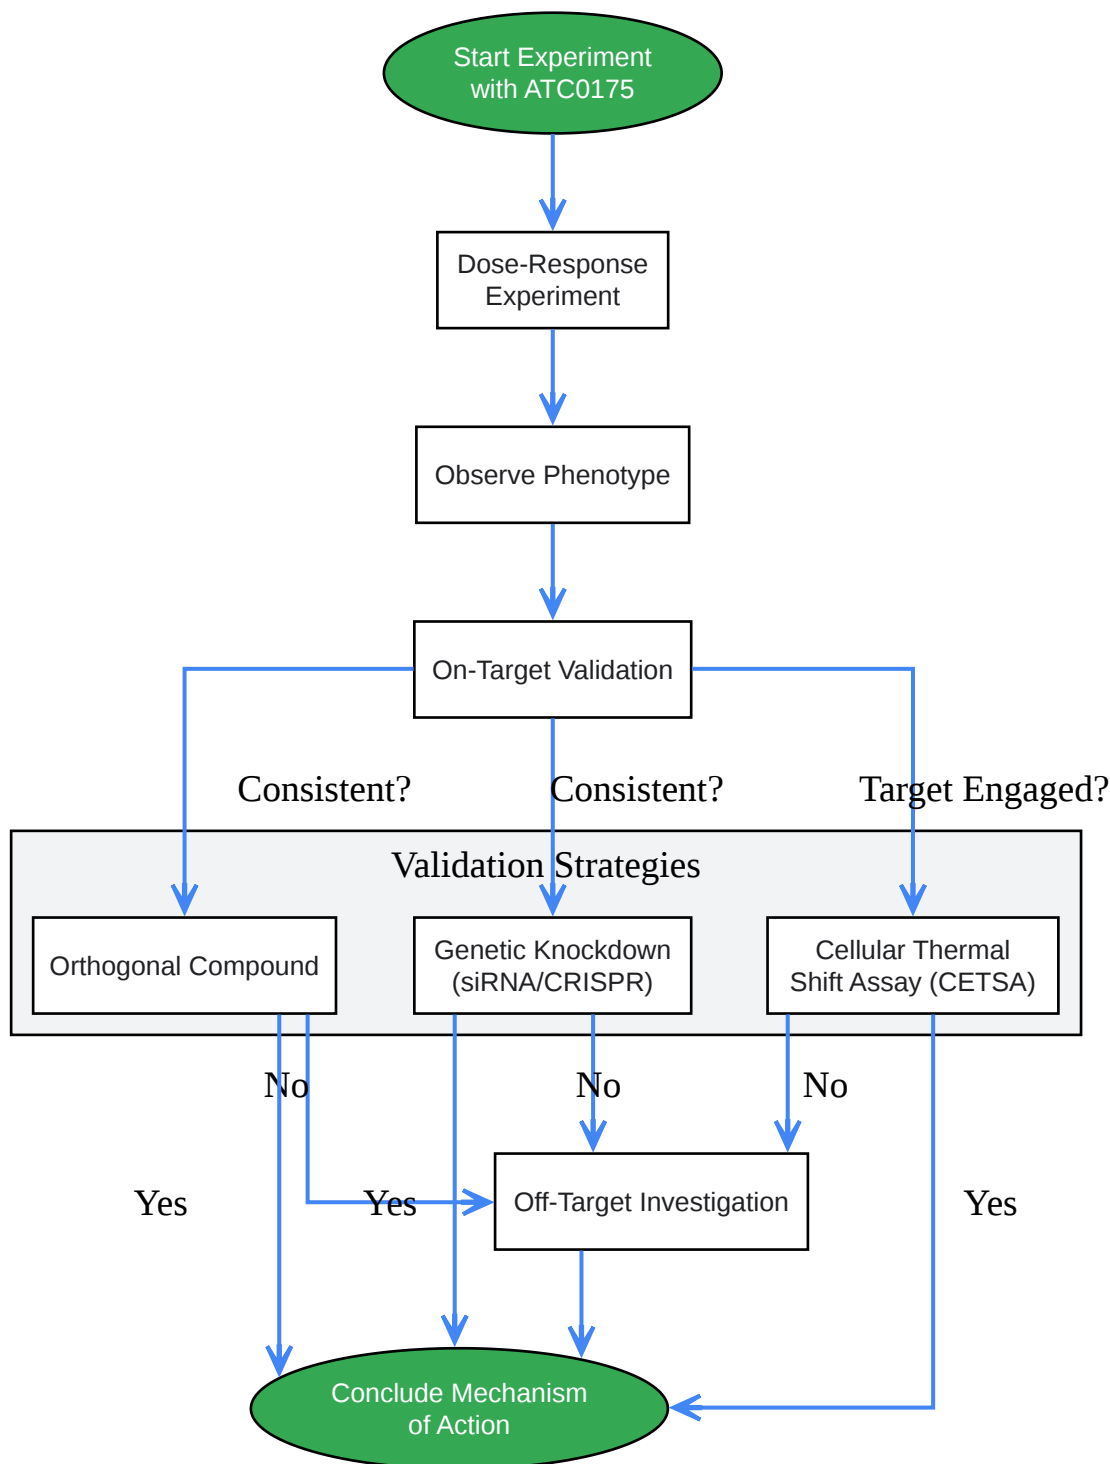 Start Experiment
with ATC0175
Dose-Response
Experiment
Observe Phenotype
On-Target Validation
Consistent?
Consistent?
Target Engaged?
Validation Strategies
Orthogonal Compound
Genetic Knockdown
(siRNA/CRISPR)
Cellular Thermal
Shift Assay (CETSA)
No
No
No
Yes
Yes
Off-Target Investigation
Yes
Conclude Mechanism
of Action